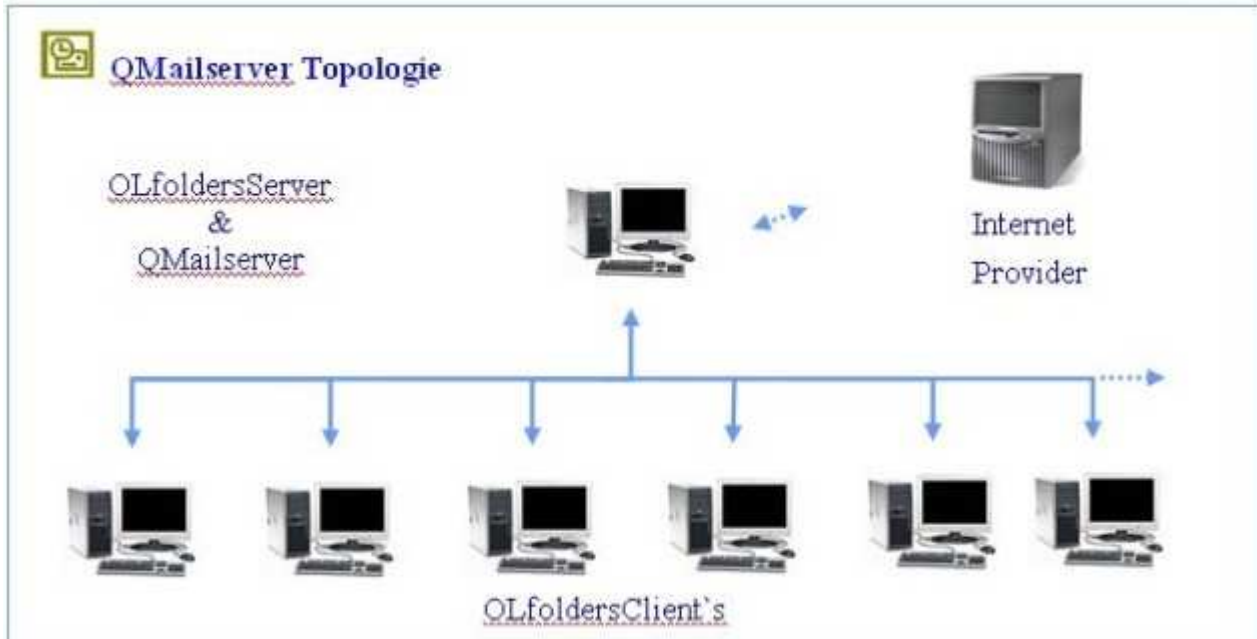 QMailserver Topologie
OLfoldersServer
&
QMailserver
Internet
Provider
OLfoldersClient`s